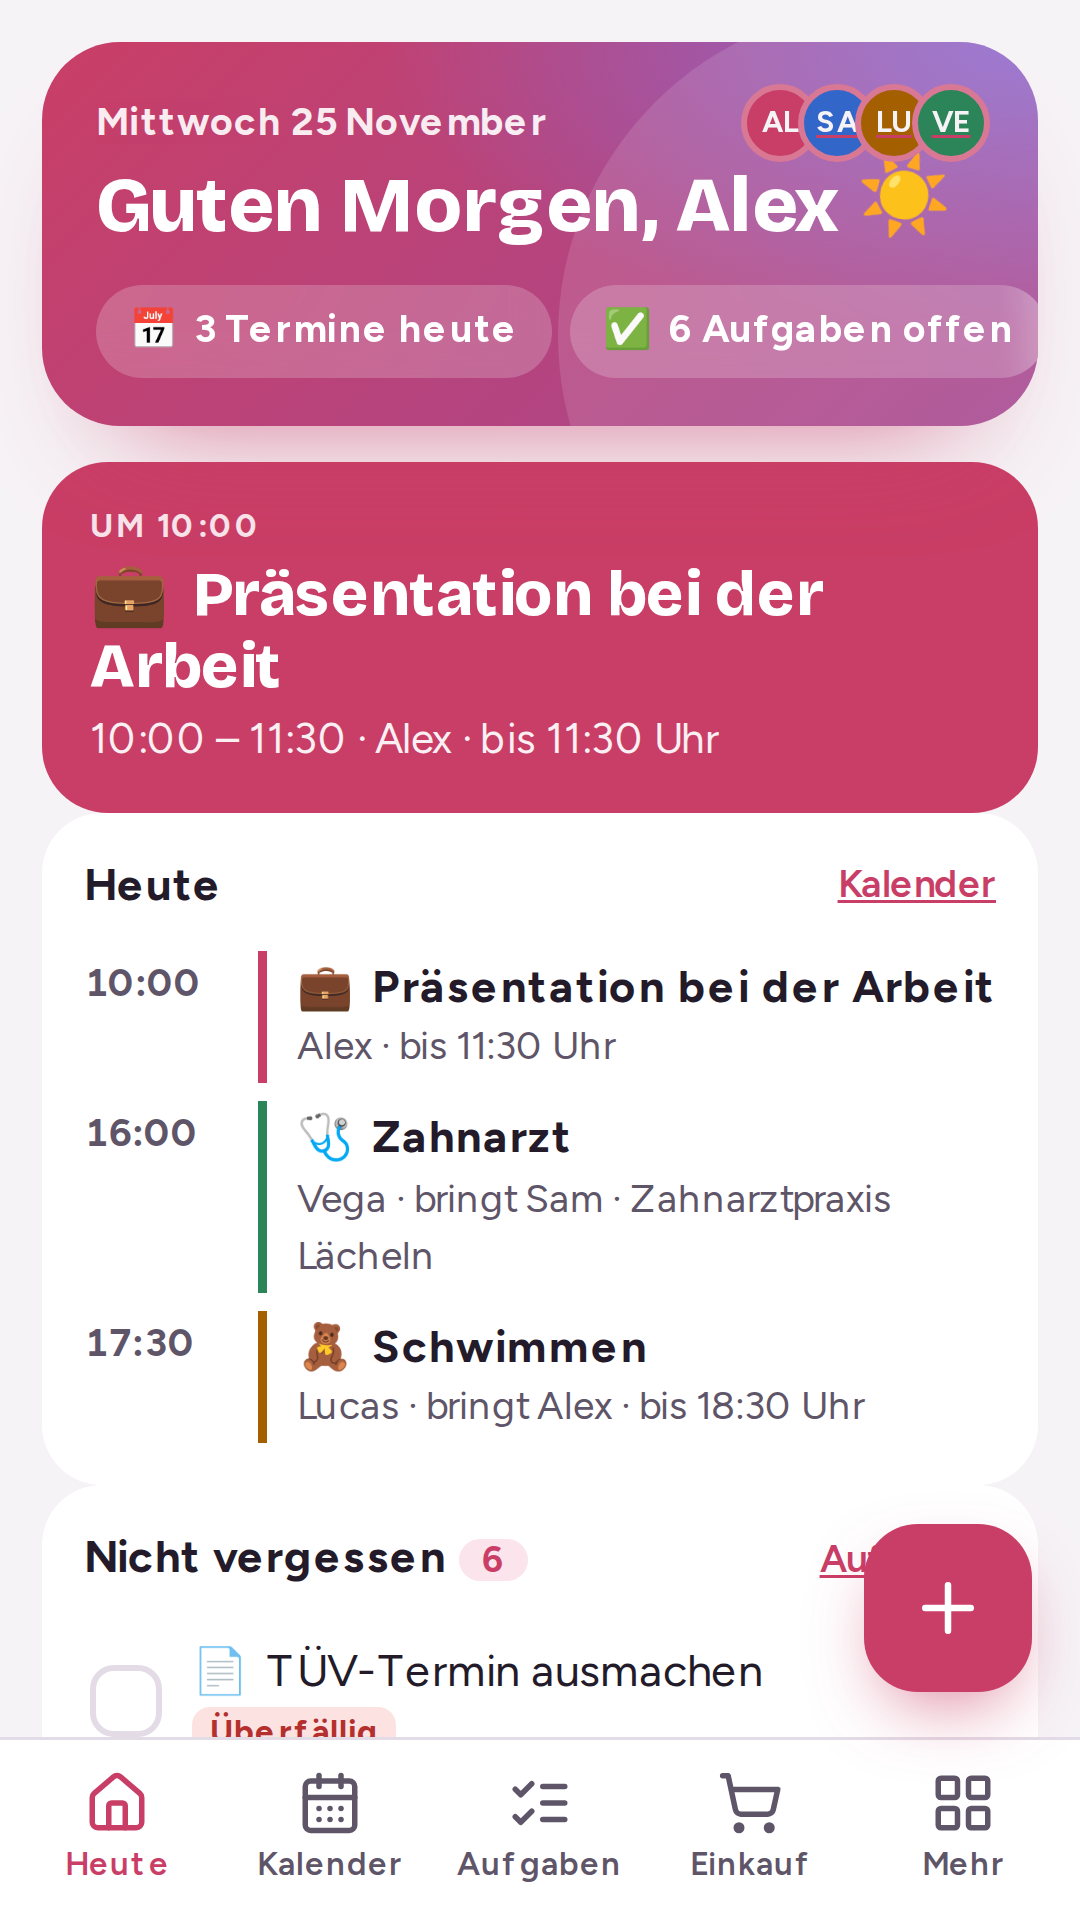 Mittwoch 25 November
AL SA LU VE
Guten Morgen, Alex ☀️
📅 3 Termine heute
✅ 6 Aufgaben offen
UM 10:00
💼 Präsentation bei der
Arbeit
10:00 – 11:30 · Alex · bis 11:30 Uhr
Heute
Kalender
10:00
💼 Präsentation bei der Arbeit
Alex · bis 11:30 Uhr
16:00
🩺 Zahnarzt
Vega · bringt Sam · Zahnarztpraxis
Lächeln
17:30
🧸 Schwimmen
Lucas · bringt Alex · bis 18:30 Uhr
Nicht vergessen 6
📄 TÜV-Termin ausmachen
Überfällig
Heute
Kalender
Aufgaben
Einkauf
Mehr